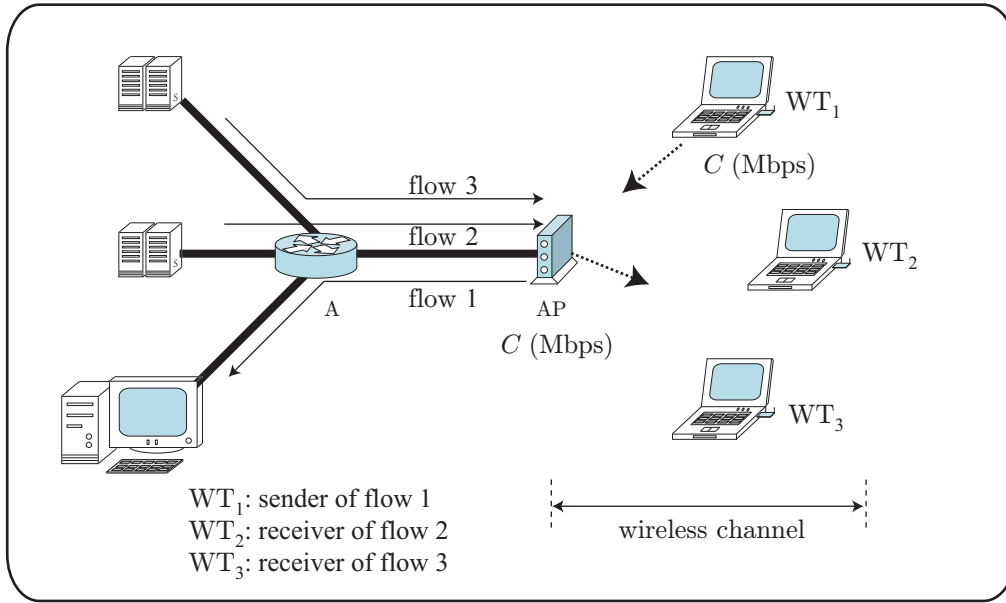 S
WT1
C (Mbps)
flow 3
S
flow 2
WT2
flow 1
A
AP
C (Mbps)
WT3
WT1: sender of flow 1
WT2: receiver of flow 2
WT3: receiver of flow 3
wireless channel